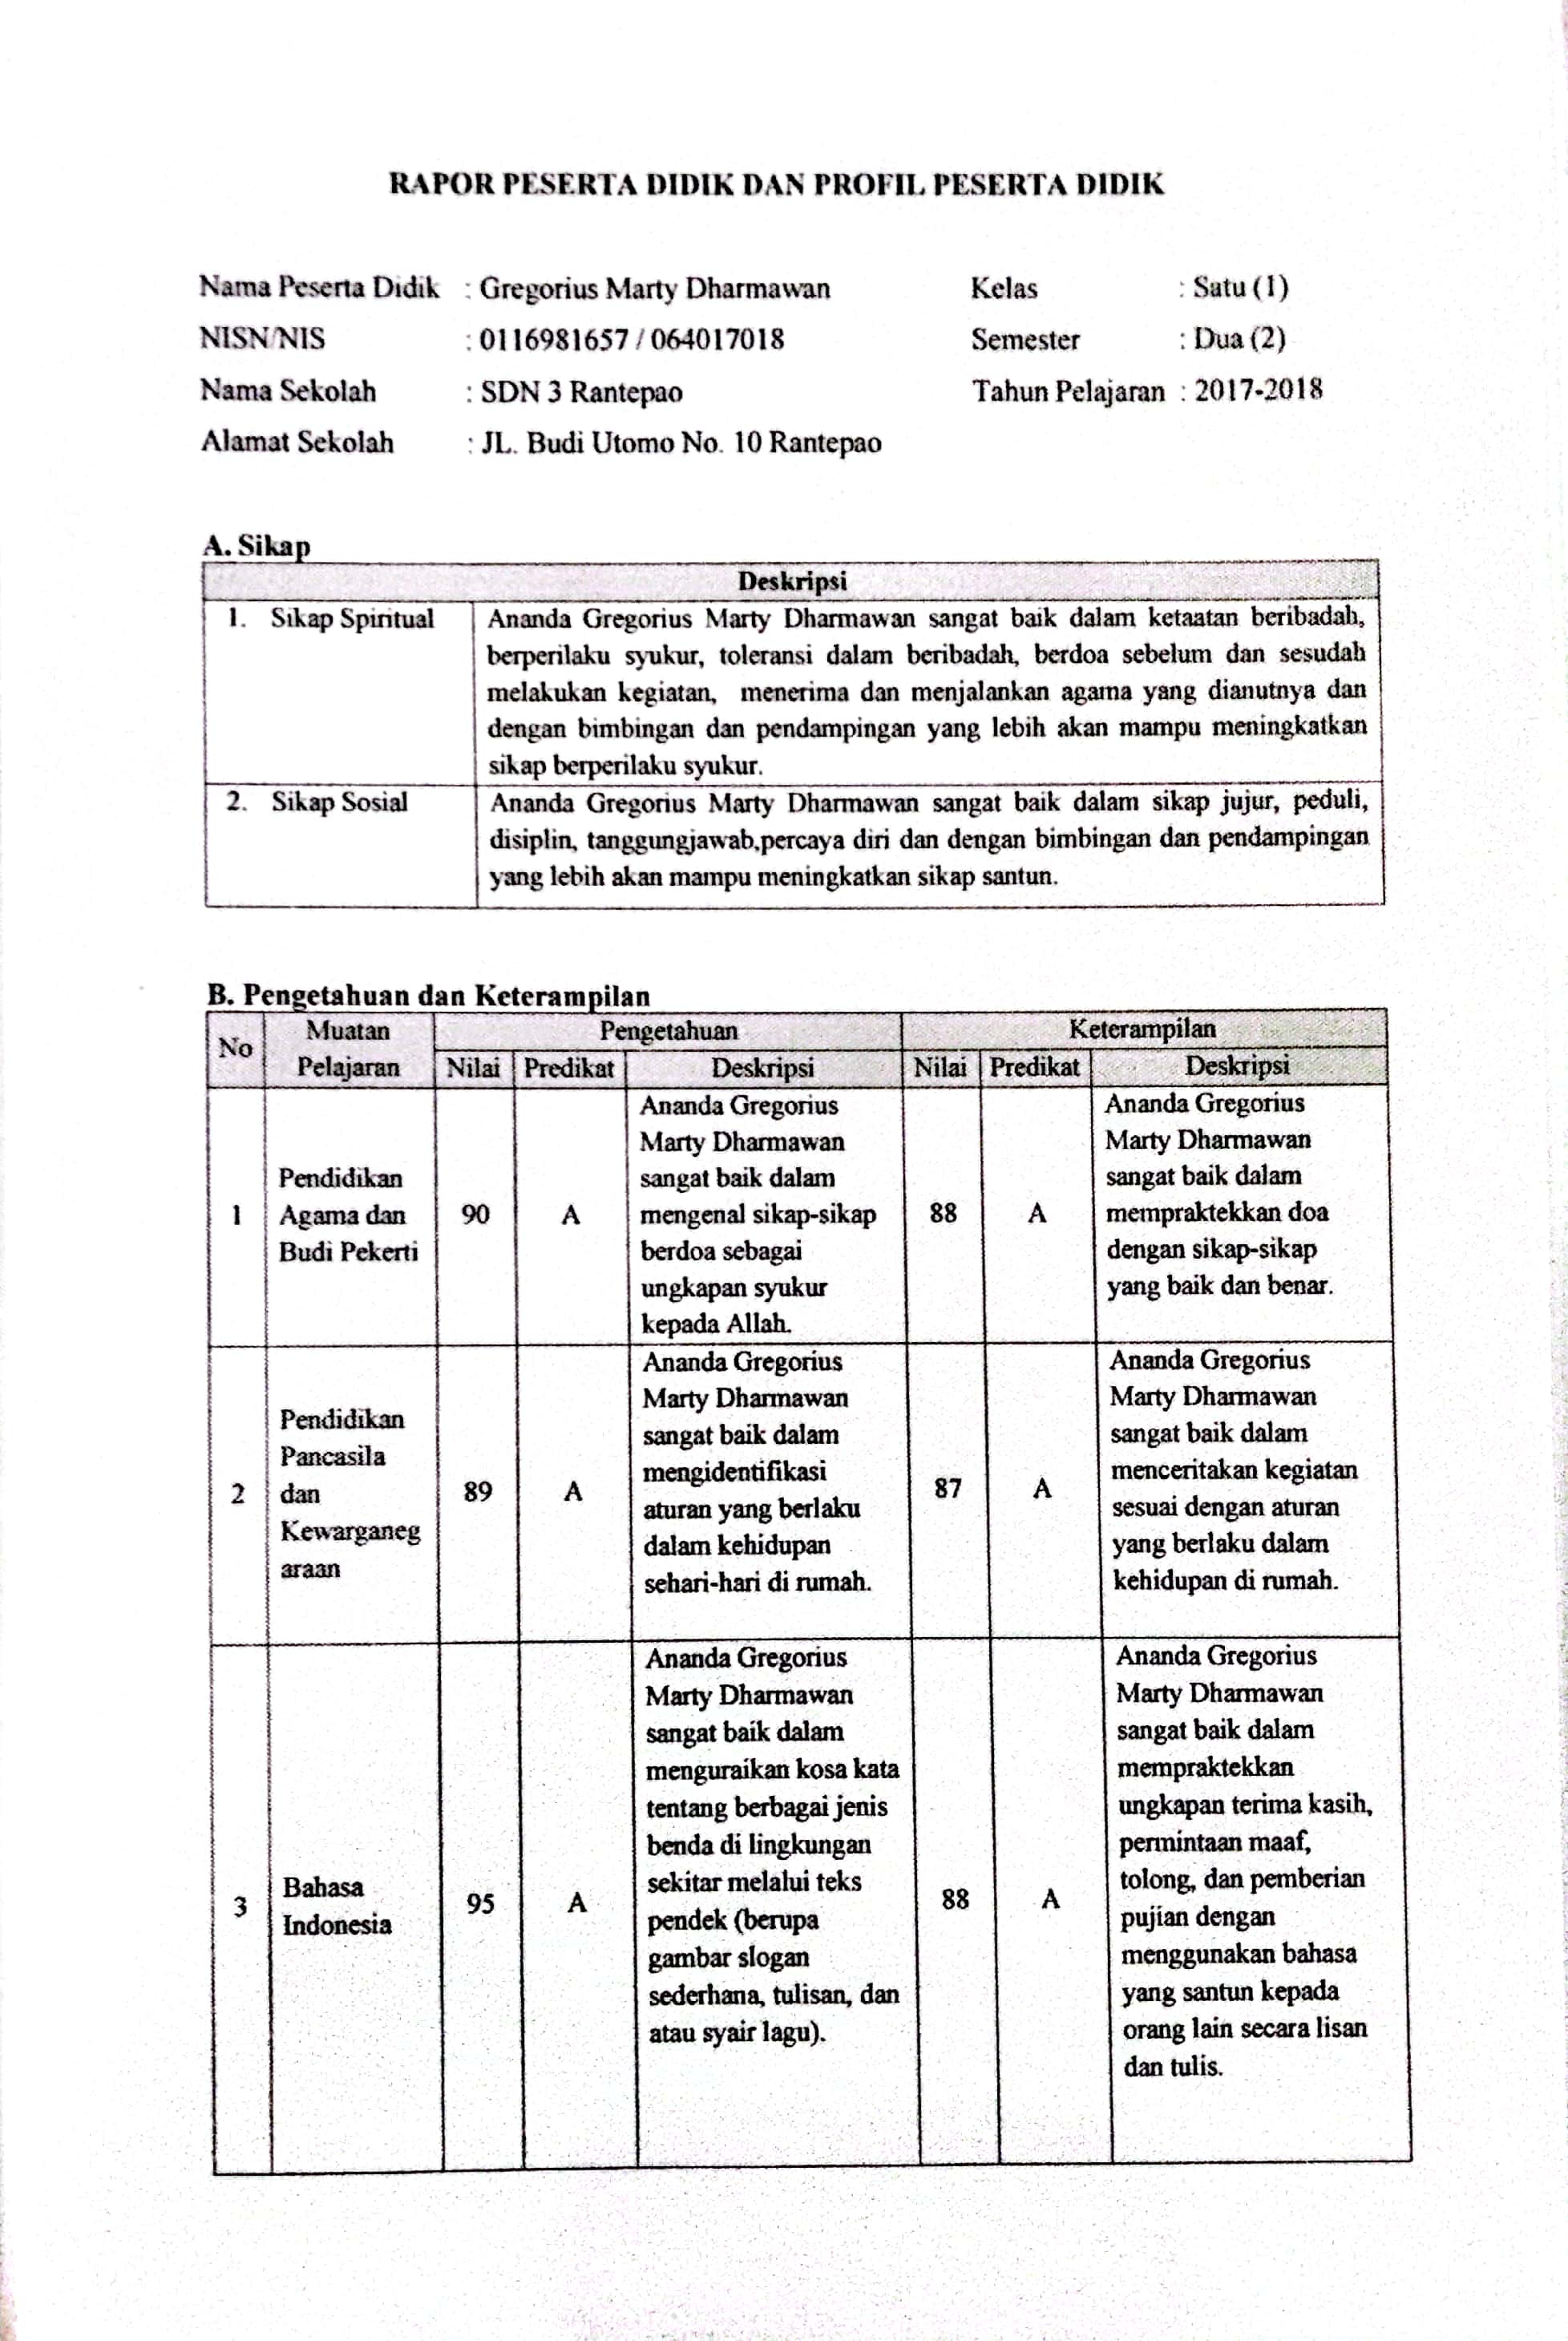 RAPOR PESERTA DIDIK DAN PROFIL PESERTA DIDIK
Nama Peserta Didik : Gregorius Marty Dharmawan Kelas : Satu (1)
NISN/NIS : 0116981657 / 064017018 Semester : Dua (2)
Nama Sekolah : SDN 3 Rantepao Tahun Pelajaran : 2017-2018
Alamat Sekolah : JL. Budi Utomo No. 10 Rantepao
A. Sikap
Deskripsi
1. Sikap Spiritual Ananda Gregorius Marty Dharmawan sangat baik dalam ketaatan beribadah,
berperilaku syukur, toleransi dalam beribadah, berdoa sebelum dan sesudah
melakukan kegiatan, menerima dan menjalankan agama yang dianutnya dan
dengan bimbingan dan pendampingan yang lebih akan mampu meningkatkan
sikap berperilaku syukur.
2. Sikap Sosial Ananda Gregorius Marty Dharmawan sangat baik dalam sikap jujur, peduli,
disiplin, tanggungjawab,percaya diri dan dengan bimbingan dan pendampingan
yang lebih akan mampu meningkatkan sikap santun.
B. Pengetahuan dan Keterampilan
No Muatan Pelajaran Pengetahuan Keterampilan
Nilai Predikat Deskripsi Nilai Predikat Deskripsi
1
Pendidikan
Agama dan
Budi Pekerti
90
A
Ananda Gregorius
Marty Dharmawan
sangat baik dalam
mengenal sikap-sikap
berdoa sebagai
ungkapan syukur
kepada Allah.
88
A
Ananda Gregorius
Marty Dharmawan
sangat baik dalam
mempraktekkan doa
dengan sikap-sikap
yang baik dan benar.
2
Pendidikan
Pancasila
dan
Kewarganeg
araan
89
A
Ananda Gregorius
Marty Dharmawan
sangat baik dalam
mengidentifikasi
aturan yang berlaku
dalam kehidupan
sehari-hari di rumah.
87
A
Ananda Gregorius
Marty Dharmawan
sangat baik dalam
menceritakan kegiatan
sesuai dengan aturan
yang berlaku dalam
kehidupan di rumah.
3
Bahasa
Indonesia
95
A
Ananda Gregorius
Marty Dharmawan
sangat baik dalam
menguraikan kosa kata
tentang berbagai jenis
benda di lingkungan
sekitar melalui teks
pendek (berupa
gambar slogan
sederhana, tulisan, dan
atau syair lagu).
88
A
Ananda Gregorius
Marty Dharmawan
sangat baik dalam
mempraktekkan
ungkapan terima kasih,
permintaan maaf,
tolong, dan pemberian
pujian dengan
menggunakan bahasa
yang santun kepada
orang lain secara lisan
dan tulis.